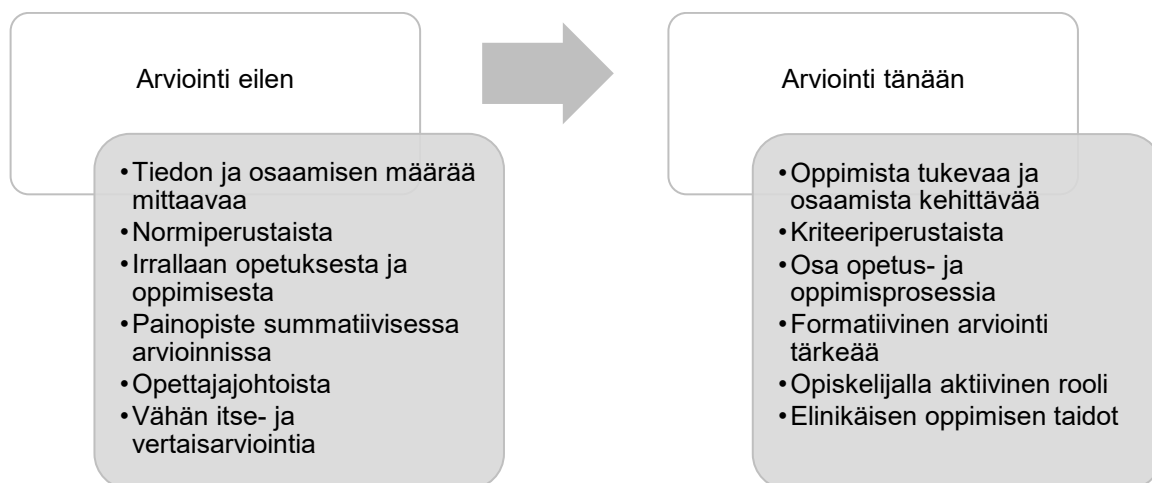 Arviointi eilen
•Tiedon ja osaamisen määrää
mittaavaa
•Normiperustaista
•Irrallaan opetuksesta ja
oppimisesta
•Painopiste summatiivisessa
arvioinnissa
•Opettajajohtoista
•Vähän itse- ja
vertaisarviointia
Arviointi tänään
•Oppimista tukevaa ja
osaamista kehittävää
•Kriteeriperustaista
•Osa opetus- ja
oppimisprosessia
•Formatiivinen arviointi
tärkeää
•Opiskelijalla aktiivinen rooli
•Elinikäisen oppimisen taidot